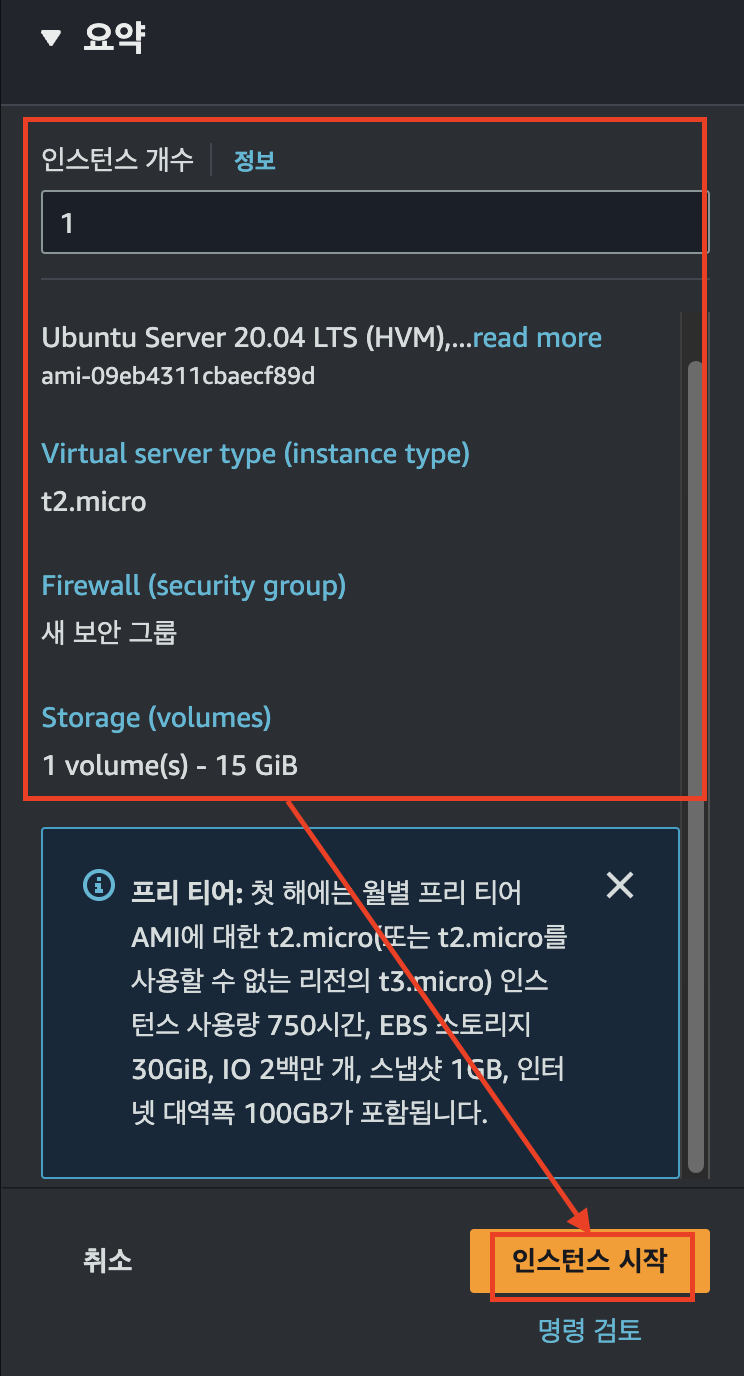 요약
인스턴스 개수 정보
1
Ubuntu Server 20.04 LTS (HVM),...read more
ami-09eb4311cbaecf89d
Virtual server type (instance type)
t2.micro
Firewall (security group)
새 보안 그룹
Storage (volumes)
1 volume(s) - 15 GiB
프리 티어: 첫 해에는 월별 프리 티어
AMI에 대한 t2.micro(또는 t2.micro를
사용할 수 없는 리전의 t3.micro) 인스
턴스 사용량 750시간, EBS 스토리지
30GiB, IO 2백만 개, 스냅샷 1GB, 인터
넷 대역폭 100GB가 포함됩니다.
취소
인스턴스 시작
명령 검토